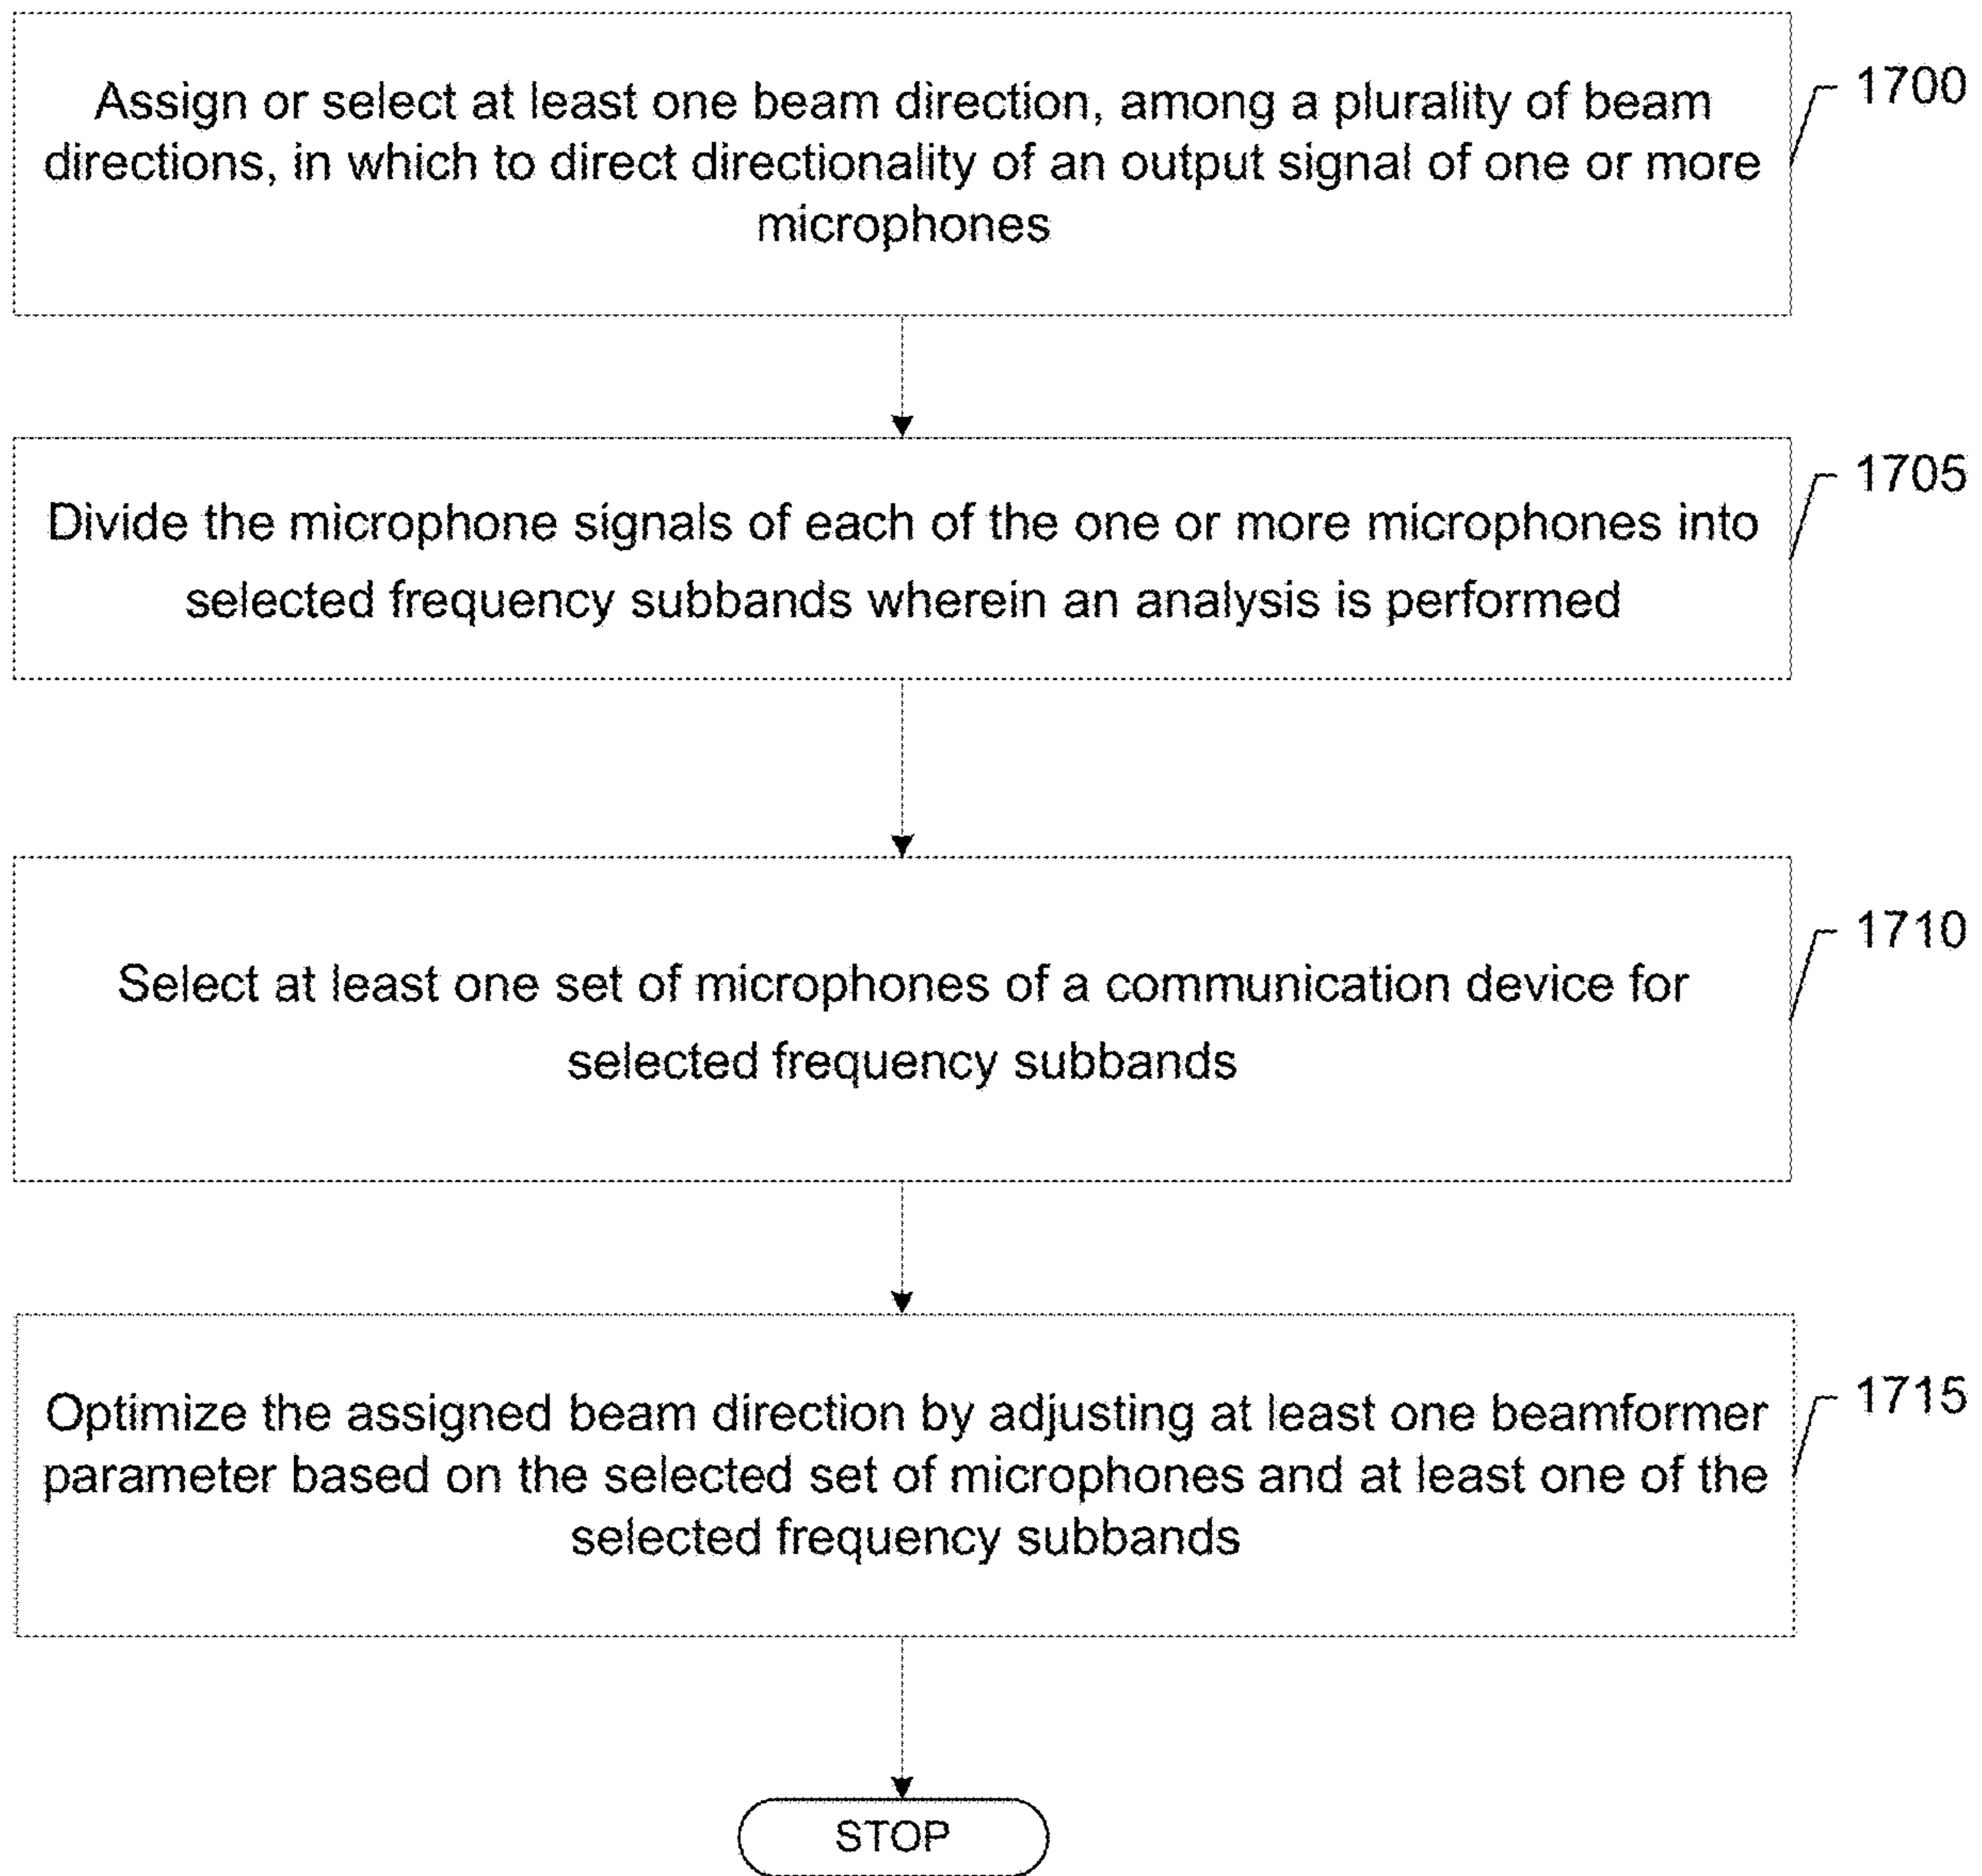 Assign or select at least one beam direction, among a plurality of beam
directions, in which to direct directionality of an output signal of one or more
microphones
1700
Divide the microphone signals of each of the one or more microphones into
selected frequency subbands wherein an analysis is performed
1705
Select at least one set of microphones of a communication device for
selected frequency subbands
1710
Optimize the assigned beam direction by adjusting at least one beamformer
parameter based on the selected set of microphones and at least one of the
selected frequency subbands
1715
STOP